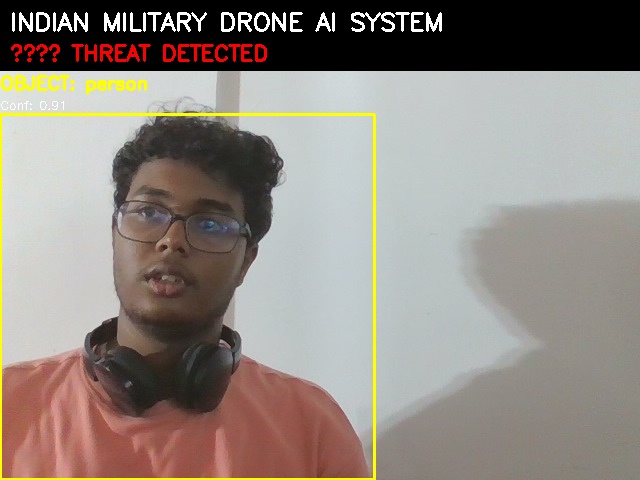 INDIAN MILITARY DRONE AI SYSTEM
???? THREAT DETECTED
OBJECT: person
Conf: 0.91